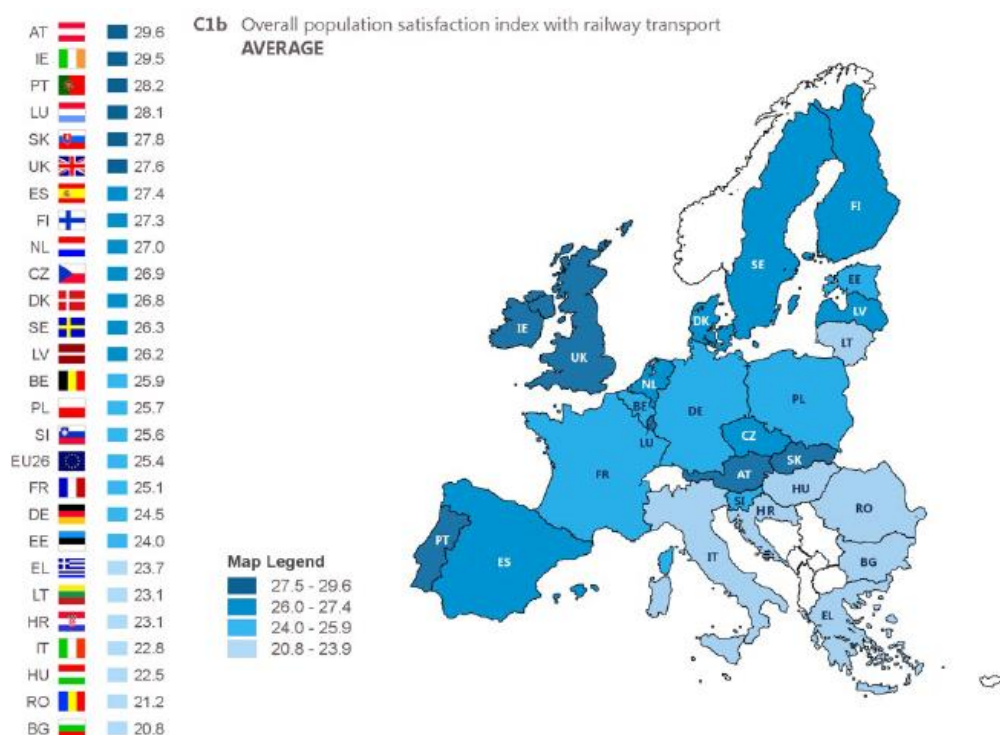 C1b Overall population satisfaction index with railway transport
AVERAGE
AT 29.6
IE 29.5
PT 28.2
LU 28.1
SK 27.8
UK 27.6
ES 27.4
FI 27.3
NL 27.0
CZ 26.9
DK 26.8
SE 26.3
LV 26.2
BE 25.9
PL 25.7
SI 25.6
EU26 25.4
FR 25.1
DE 24.5
EE 24.0
EL 23.7
LT 23.1
HR 23.1
IT 22.8
HU 22.5
RO 21.2
BG 20.8
FI
SE
EE
LV
LT
DK
IE
UK
NL
BE
DE
PL
LU
CZ
SK
FR
AT
HU
SI
HR
RO
PT
ES
IT
BG
EL
Map Legend
27.5 - 29.6
26.0 - 27.4
24.0 - 25.9
20.8 - 23.9